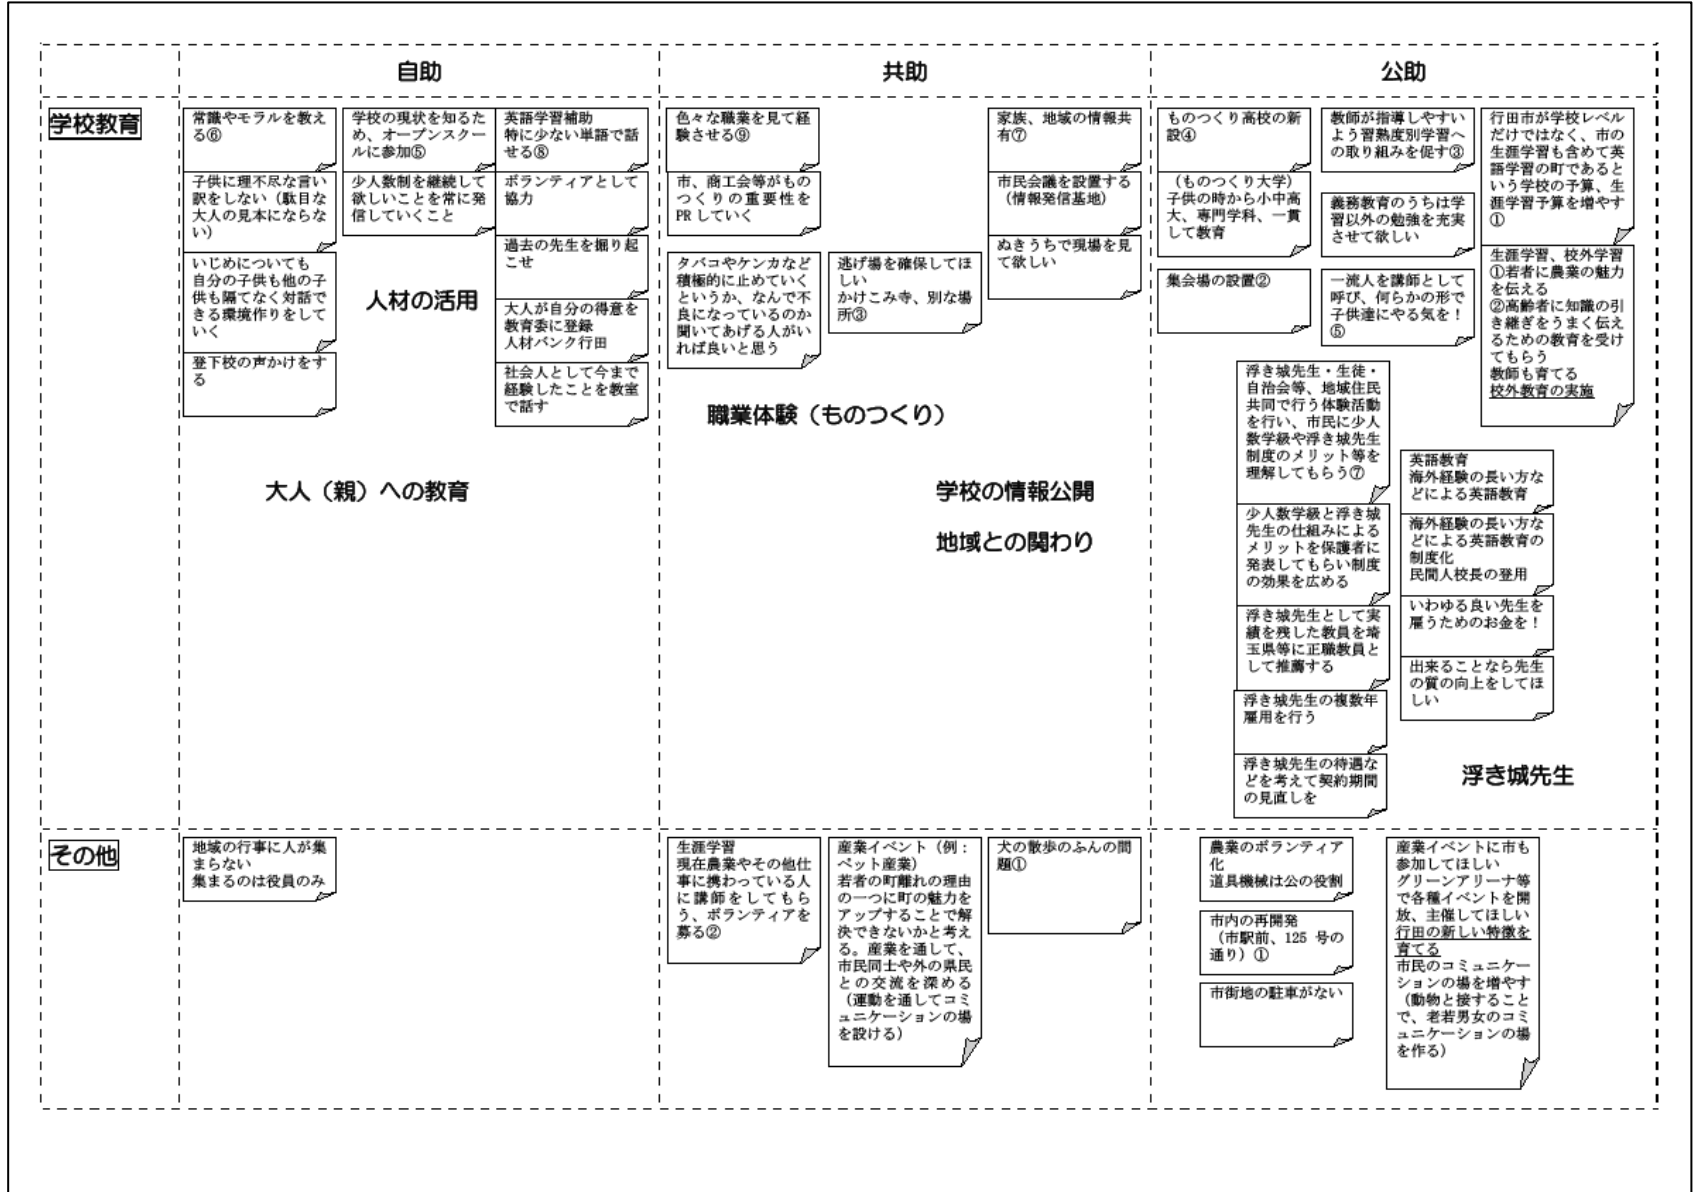 自助
共助
公助
学校教育
常識やモラルを教え
る⑥
子供に理不尽な言い
訳をしない（駄目な
大人の見本にならな
い）
いじめについても
自分の子供も他の子
供も隔てなく対話で
きる環境作りをして
いく
登下校の声かけをす
る
学校の現状を知るた
め、オープンスクー
ルに参加⑤
少人数制を継続して
欲しいことを常に発
信していくこと
英語学習補助
特に少ない単語で話
せる⑧
ボランティアとして
協力
過去の先生を掘り起
こせ
大人が自分の得意を
教育委に登録
人材バンク行田
社会人として今まで
経験したことを教室
で話す
人材の活用
大人（親）への教育
色々な職業を見て経
験させる⑨
市、商工会等がもの
つくりの重要性を
PRしていく
タバコやケンカなど
積極的に止めていく
というか、なんで不
良になっているのか
聞いてあげる人がい
れば良いと思う
逃げ場を確保してほ
しい
かけこみ寺、別な場
所③
家族、地域の情報共
有⑦
市民会議を設置する
（情報発信基地）
ぬきうちで現場を見
て欲しい
職業体験（ものつくり）
学校の情報公開
地域との関わり
ものつくり高校の新
設④
（ものつくり大学）
子供の時から小中高
大、専門学科、一貫
して教育
集会場の設置②
教師が指導しやすい
よう習熟度別学習へ
の取り組みを促す③
義務教育のうちは学
習以外の勉強を充実
させて欲しい
一流人を講師として
呼び、何らかの形で
子供達にやる気を！
⑤
行田市が学校レベル
だけではなく、市の
生涯学習も含めて英
語学習の町であると
いう学校の予算、生
涯学習予算を増やす
①
生涯学習、校外学習
①若者に農業の魅力
を伝える
②高齢者に知識の引
き継ぎをうまく伝え
るための教育を受け
てもらう
教師も育てる
校外教育の実施
浮き城先生・生徒・
自治会等、地域住民
共同で行う体験活動
を行い、市民に少人
数学級や浮き城先生
制度のメリット等を
理解してもらう⑦
少人数学級と浮き城
先生の仕組みによる
メリットを保護者に
発表してもらい制度
の効果を広める
浮き城先生として実
績を残した教員を埼
玉県等に正職教員と
して推薦する
浮き城先生の複数年
雇用を行う
浮き城先生の待遇な
どを考えて契約期間
の見直しを
英語教育
海外経験の長い方な
どによる英語教育
海外経験の長い方な
どによる英語教育の
制度化
民間人校長の登用
いわゆる良い先生を
雇うためのお金を！
出来ることなら先生
の質の向上をしてほ
しい
浮き城先生
その他
地域の行事に人が集
まらない
集まるのは役員のみ
生涯学習
現在農業やその他仕
事に携わっている人
に講師をしてもら
う、ボランティアを
募る②
産業イベント（例：
ペット産業）
若者の町離れの理由
の一つに町の魅力を
アップすることで解
決できないかと考え
る。産業を通して、
市民同士や外の県民
との交流を深める
（運動を通してコミ
ュニケーションの場
を設ける）
犬の散歩のふんの問
題①
農業のボランティア
化
道具機械は公の役割
市内の再開発
（市駅前、125 号の
通り）①
市街地の駐車がない
産業イベントに市も
参加してほしい
グリーンアリーナ等
で各種イベントを開
放、主催してほしい
行田の新しい特徴を
育てる
市民のコミュニケー
ションの場を増やす
（動物と接すること
で、老若男女のコミ
ュニケーションの場
を作る）